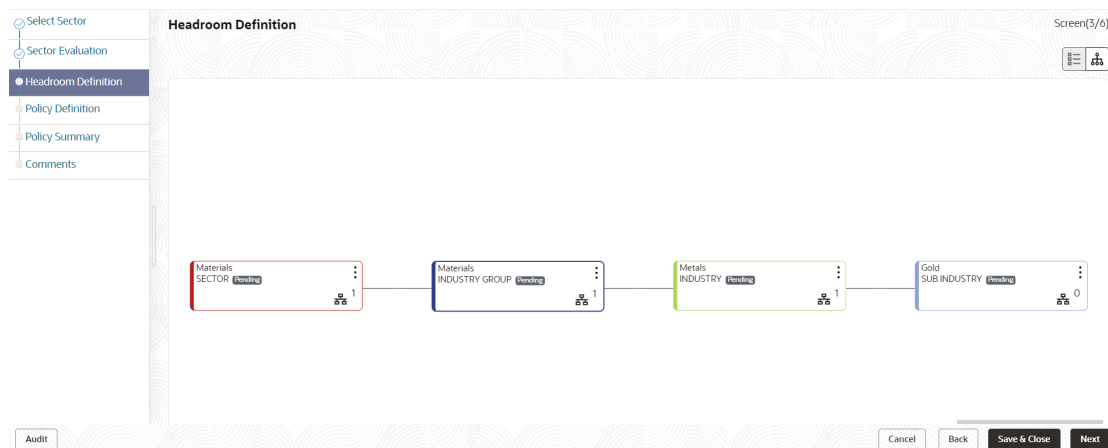 Select Sector
Sector Evaluation
Headroom Definition
Policy Definition
Policy Summary
Comments
Headroom Definition
Screen(3/6)
Materials
SECTOR Pending
1
Materials
INDUSTRY GROUP Pending
1
Metals
INDUSTRY Pending
1
Gold
SUB INDUSTRY Pending
0
Audit
Cancel
Back
Save & Close
Next